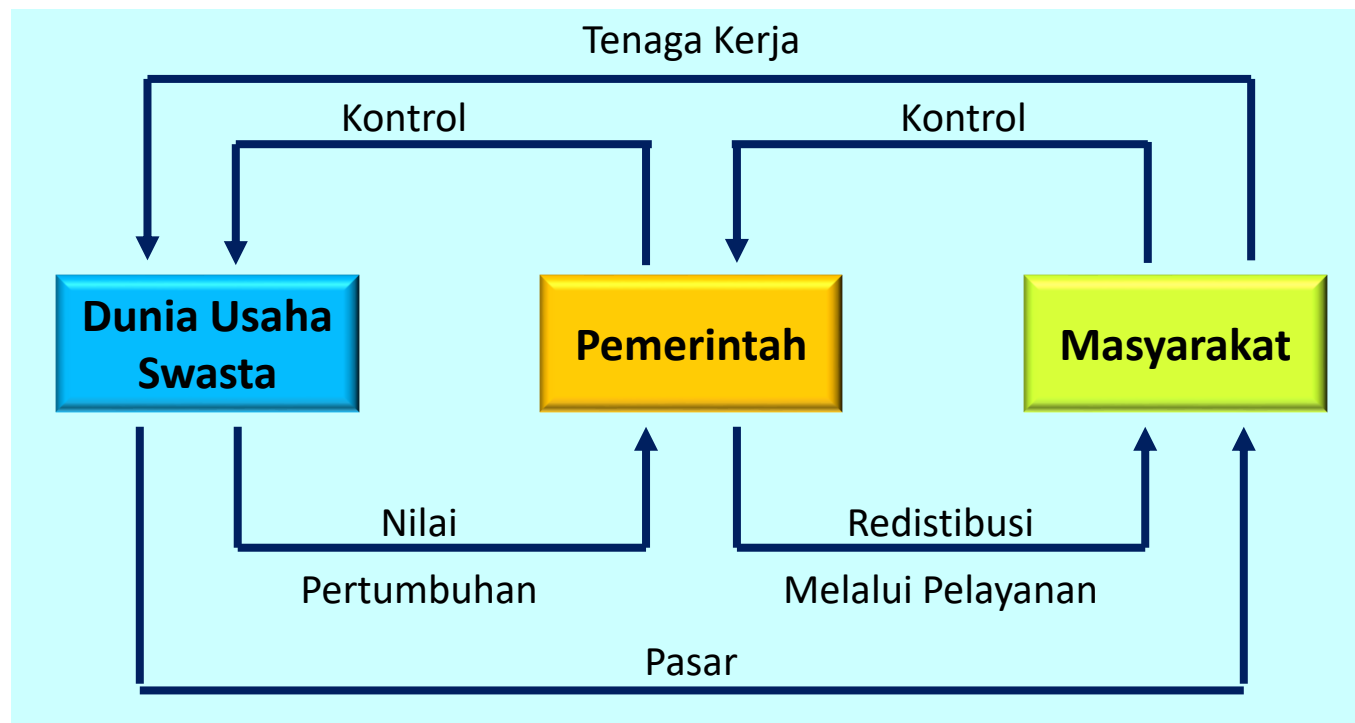 Tenaga Kerja
Kontrol
Kontrol
Dunia Usaha
Swasta
Pemerintah
Masyarakat
Nilai
Redistibusi
Pertumbuhan
Melalui Pelayanan
Pasar